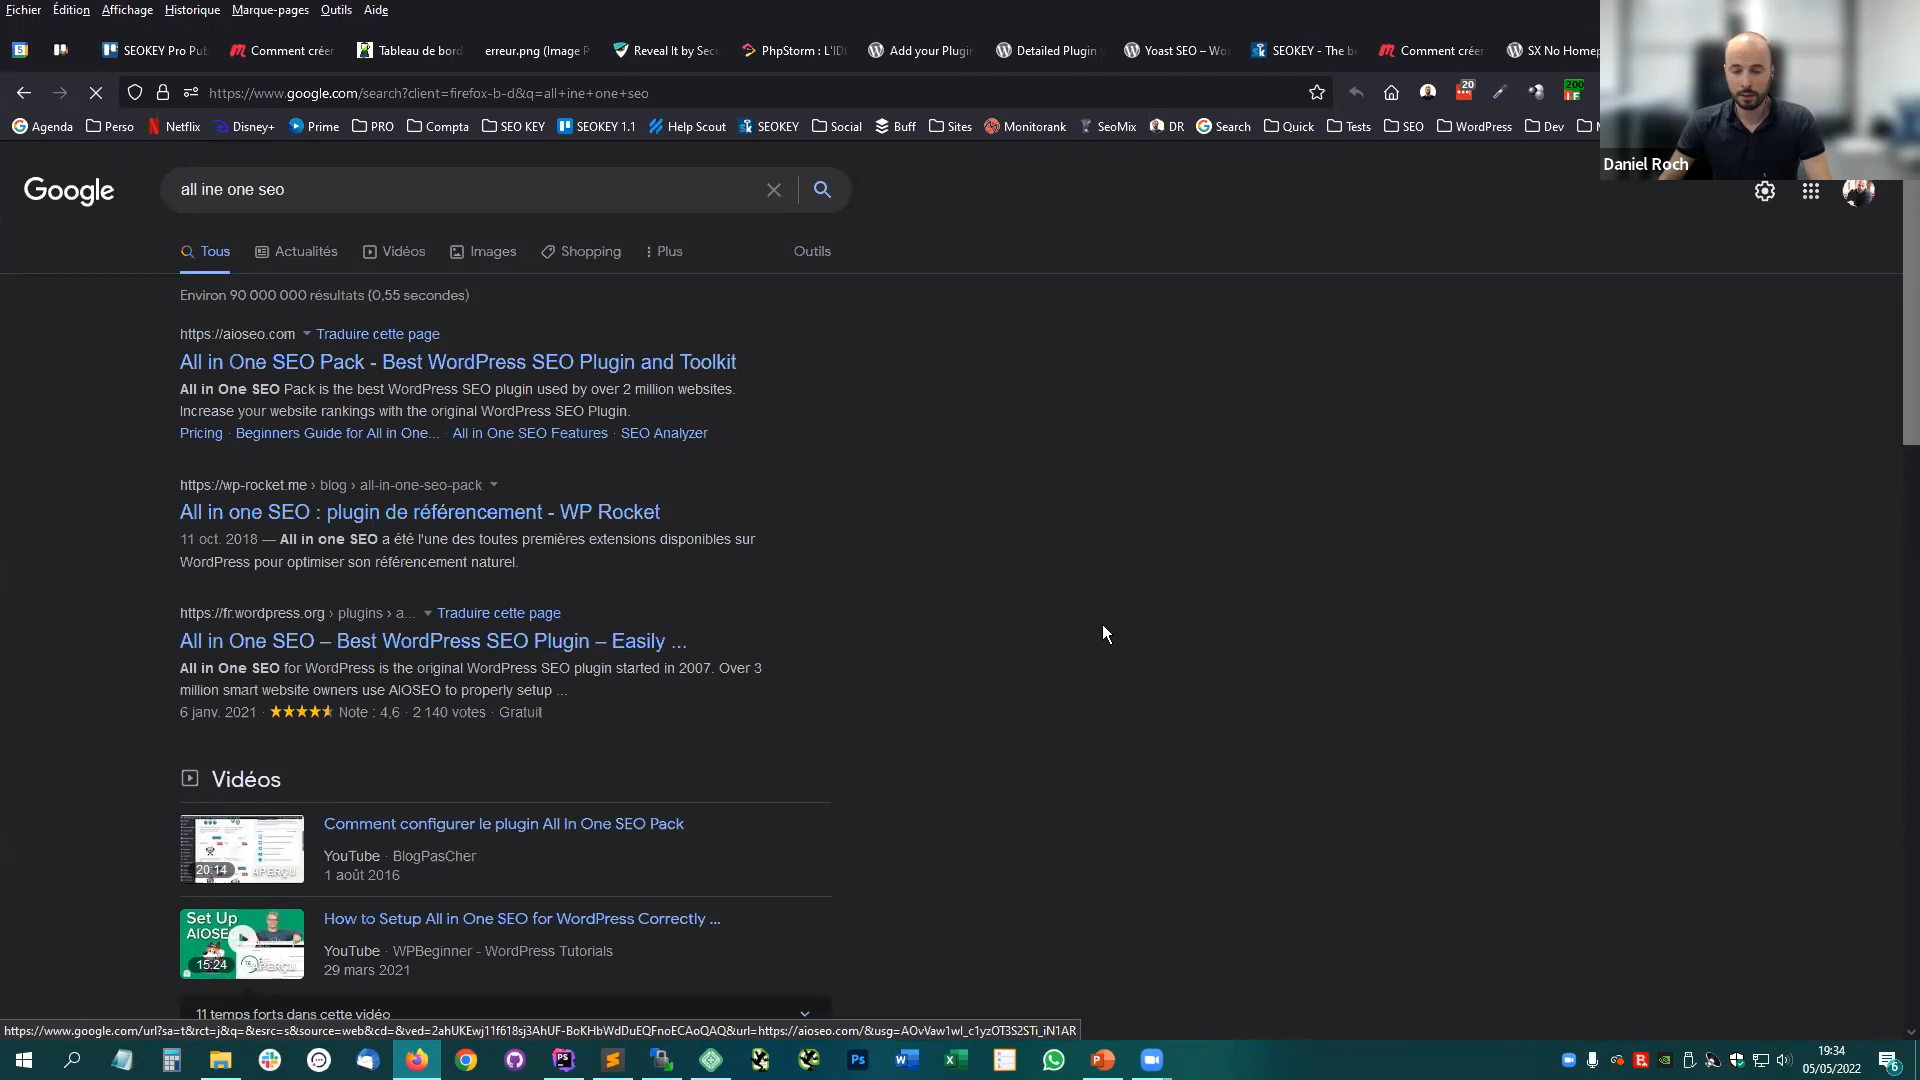 Fichier Édition Affichage Historique Marque-pages Outils Aide
SEOKEY Pro Pub Comment créer Tableau de bord erreur.png (Image P Reveal It by Secu PhpStorm : L'ID Add your Plugin Detailed Plugin Yoast SEO – Wo SEOKEY - The be Comment créer SX No Homep
https://www.google.com/search?client=firefox-b-d&q=all+ine+one+seo
20
200
Agenda Perso Netflix Disney+ Prime PRO Compta SEO KEY SEOKEY 1.1 Help Scout SEOKEY Social Buff Sites Monitorank SeoMix DR Search Quick Tests SEO WordPress Dev
Daniel Roch
Google
all ine one seo
Tous Actualités Vidéos Images Shopping Plus Outils
Environ 90 000 000 résultats (0,55 secondes)
https://aioseo.com Traduire cette page
All in One SEO Pack - Best WordPress SEO Plugin and Toolkit
All in One SEO Pack is the best WordPress SEO plugin used by over 2 million websites.
Increase your website rankings with the original WordPress SEO Plugin.
Pricing · Beginners Guide for All in One... · All in One SEO Features · SEO Analyzer
https://wp-rocket.me › blog › all-in-one-seo-pack
All in one SEO : plugin de référencement - WP Rocket
11 oct. 2018 — All in one SEO a été l'une des toutes premières extensions disponibles sur
WordPress pour optimiser son référencement naturel.
https://fr.wordpress.org › plugins › a... Traduire cette page
All in One SEO – Best WordPress SEO Plugin – Easily ...
All in One SEO for WordPress is the original WordPress SEO plugin started in 2007. Over 3
million smart website owners use AIOSEO to properly setup ...
6 janv. 2021 · Note : 4,6 · 2 140 votes · Gratuit
Vidéos
20:14 APERÇU
Comment configurer le plugin All In One SEO Pack
YouTube · BlogPasCher
1 août 2016
Set Up
AIOSEO
15:24 APERÇU
How to Setup All in One SEO for WordPress Correctly ...
YouTube · WPBeginner - WordPress Tutorials
29 mars 2021
11 temps forts dans cette vidéo
19:34
05/05/2022
6